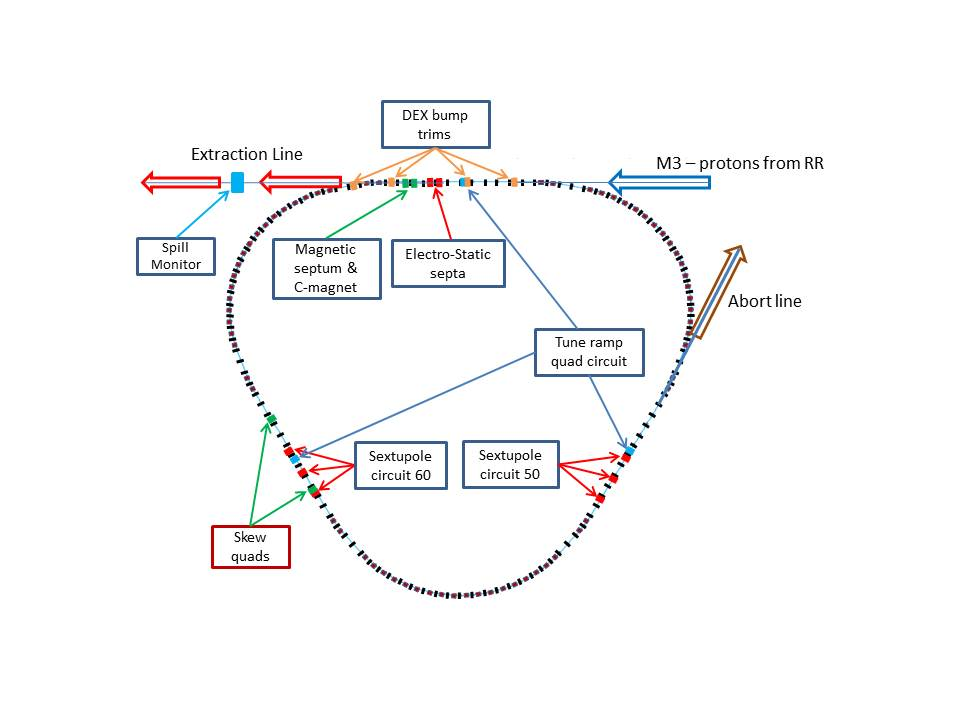 DEX bump
trims
Extraction Line
M3 – protons from RR
Spill
Monitor
Magnetic
septum &
C-magnet
Electro-Static
septa
Abort line
Tune ramp
quad circuit
Sextupole
circuit 60
Sextupole
circuit 50
Skew
quads